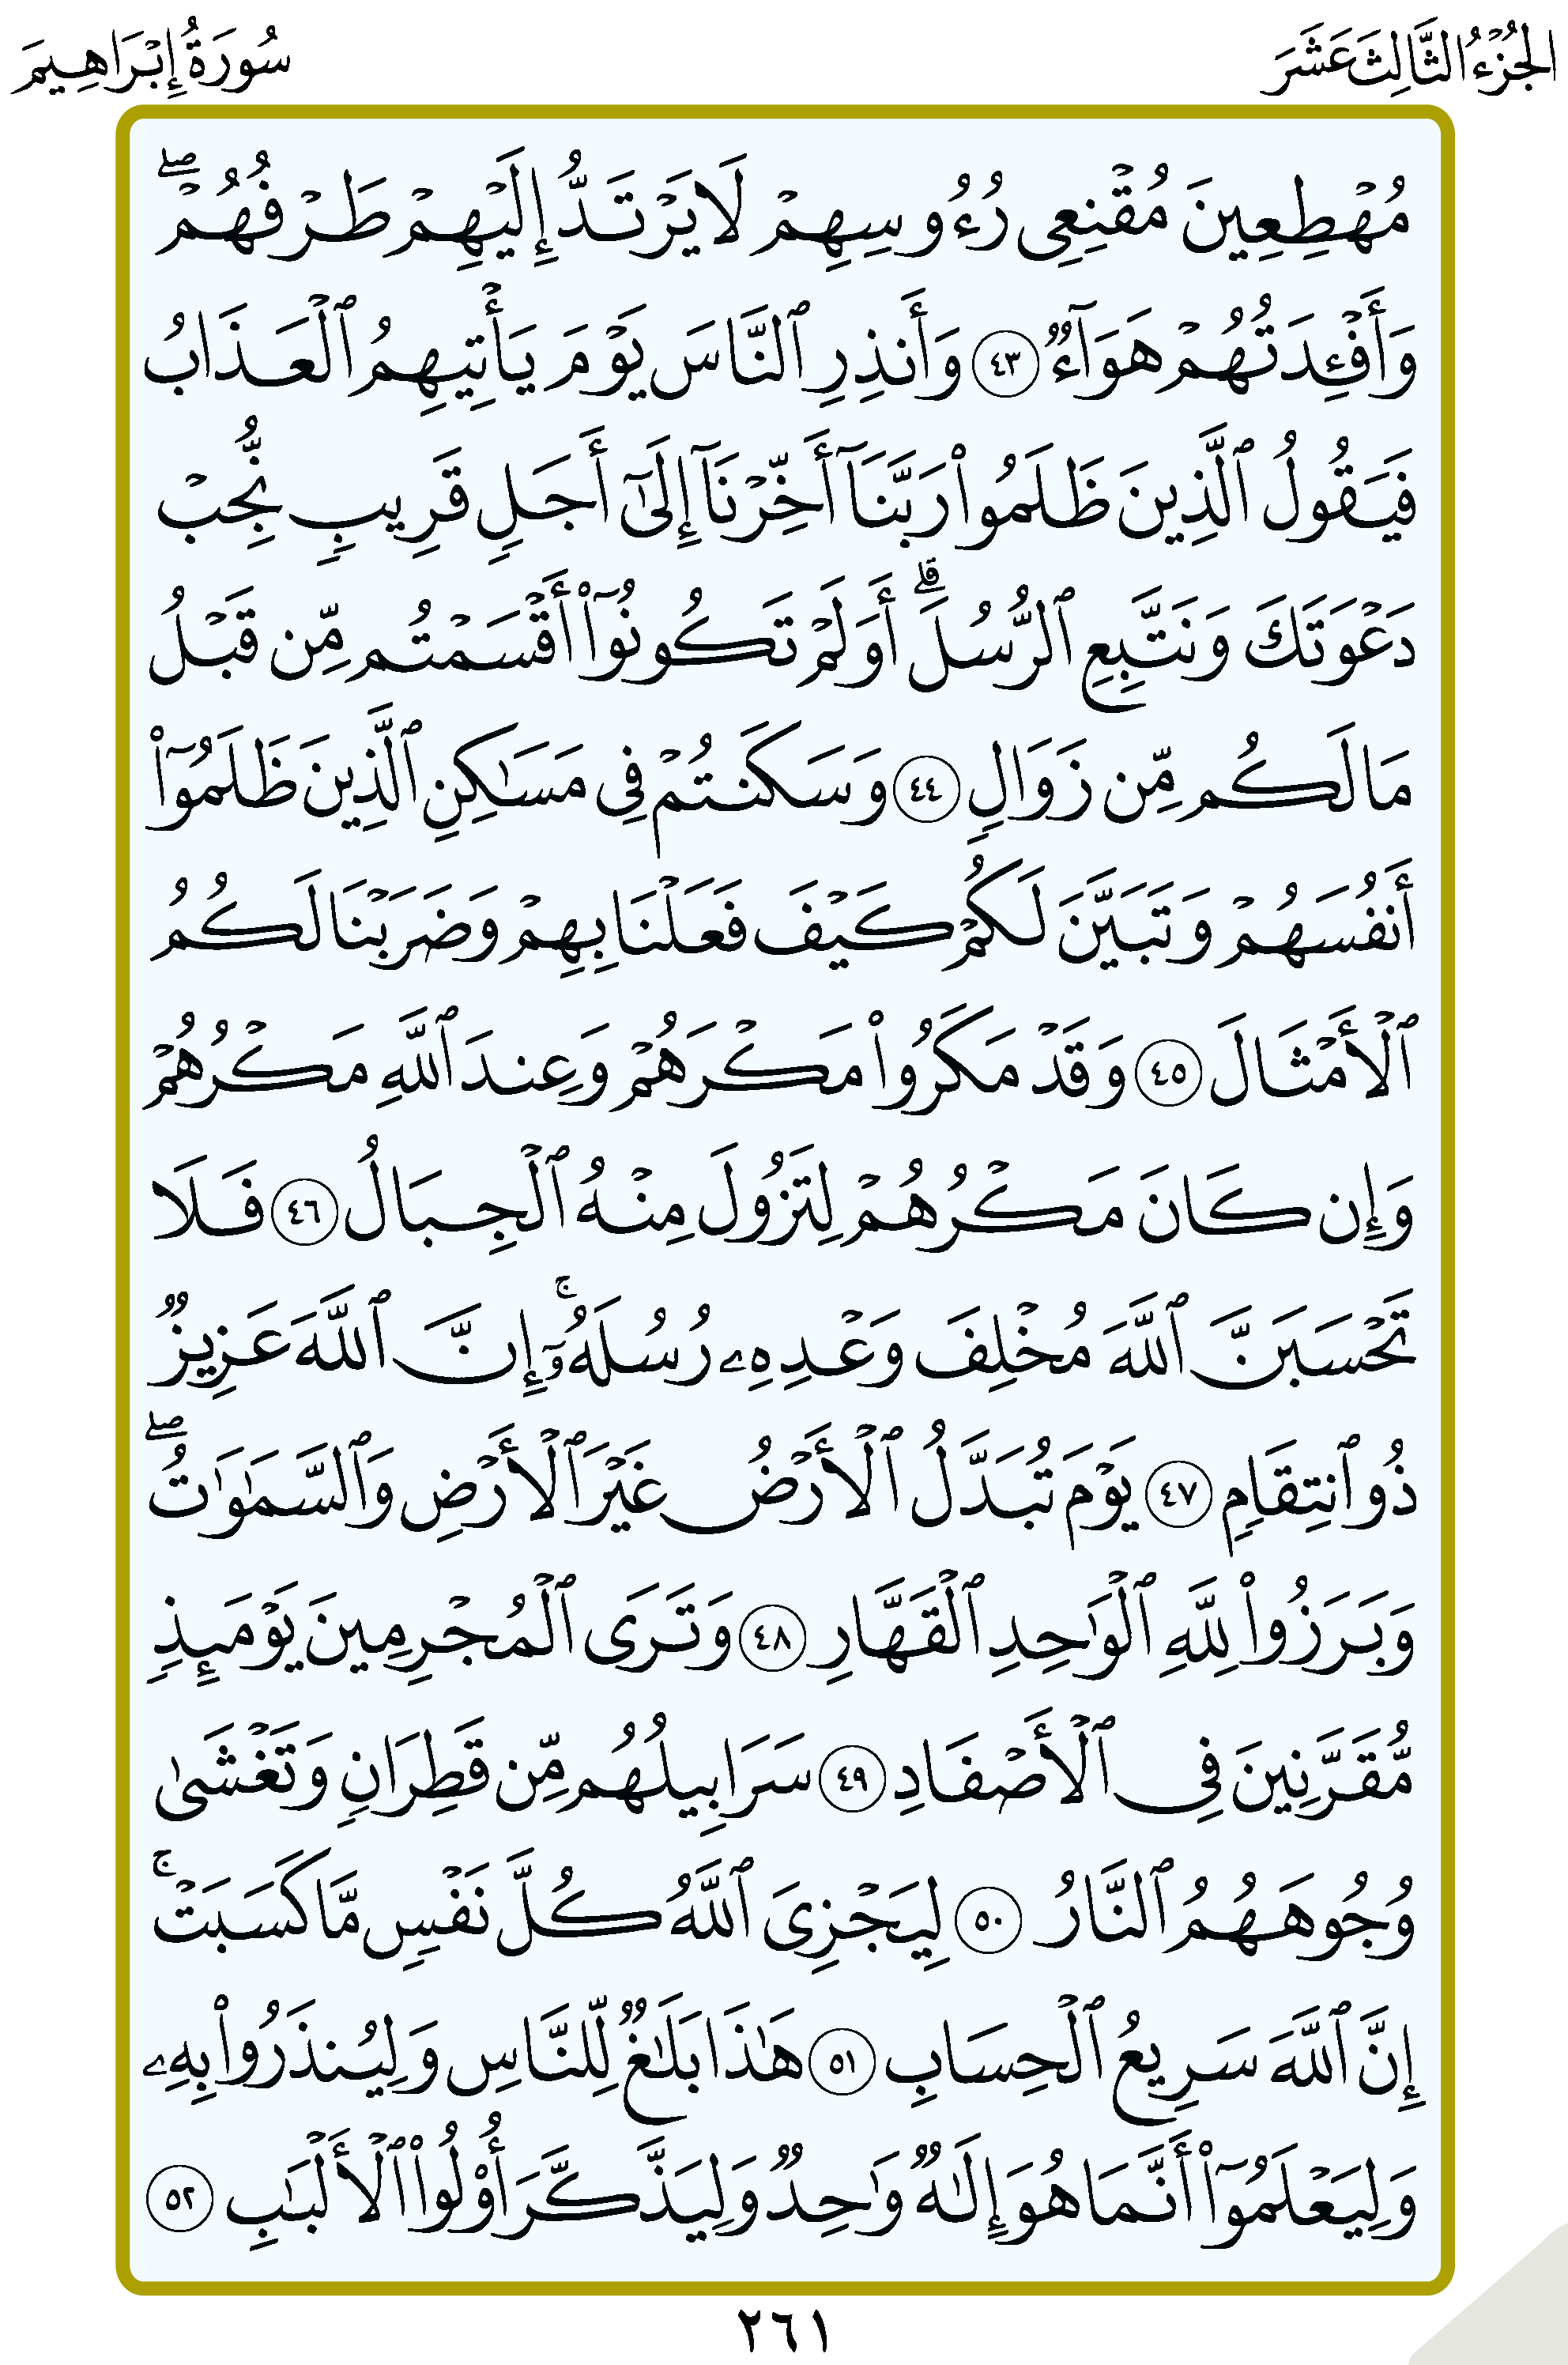 الجُزْءُ الثَّالِثَ عَشَرَ
سُورَةُ إِبْرَاهِيمَ
مُهْطِعِينَ مُقْنِعِى رُءُوسِهِمْ لَا يَرْتَدُّ إِلَيْهِمْ طَرْفُهُمْ ۖ
وَأَفْـِٔدَتُهُمْ هَوَآءٌ ٤٣ وَأَنذِرِ ٱلنَّاسَ يَوْمَ يَأْتِيهِمُ ٱلْعَذَابُ
فَيَقُولُ ٱلَّذِينَ ظَلَمُوا۟ رَبَّنَآ أَخِّرْنَآ إِلَىٰٓ أَجَلٍ قَرِيبٍ نُّجِبْ
دَعْوَتَكَ وَنَتَّبِعِ ٱلرُّسُلَ ۗ أَوَلَمْ تَكُونُوٓا۟ أَقْسَمْتُم مِّن قَبْلُ
مَا لَكُم مِّن زَوَالٍ ٤٤ وَسَكَنتُمْ فِى مَسَـٰكِنِ ٱلَّذِينَ ظَلَمُوٓا۟
أَنفُسَهُمْ وَتَبَيَّنَ لَكُمْ كَيْفَ فَعَلْنَا بِهِمْ وَضَرَبْنَا لَكُمُ
ٱلْأَمْثَالَ ٤٥ وَقَدْ مَكَرُوا۟ مَكْرَهُمْ وَعِندَ ٱللَّهِ مَكْرُهُمْ
وَإِن كَانَ مَكْرُهُمْ لِتَزُولَ مِنْهُ ٱلْجِبَالُ ٤٦ فَلَا
تَحْسَبَنَّ ٱللَّهَ مُخْلِفَ وَعْدِهِۦ رُسُلَهُۥٓ ۚ إِنَّ ٱللَّهَ عَزِيزٌ
ذُو ٱنتِقَامٍ ٤٧ يَوْمَ تُبَدَّلُ ٱلْأَرْضُ غَيْرَ ٱلْأَرْضِ وَٱلسَّمَـٰوَٰتُ ۖ
وَبَرَزُوا۟ لِلَّهِ ٱلْوَٰحِدِ ٱلْقَهَّارِ ٤٨ وَتَرَى ٱلْمُجْرِمِينَ يَوْمَئِذٍ
مُّقَرَّنِينَ فِى ٱلْأَصْفَادِ ٤٩ سَرَابِيلُهُم مِّن قَطِرَانٍ وَتَغْشَىٰ
وُجُوهَهُمُ ٱلنَّارُ ٥٠ لِيَجْزِىَ ٱللَّهُ كُلَّ نَفْسٍ مَّا كَسَبَتْ ۚ
إِنَّ ٱللَّهَ سَرِيعُ ٱلْحِسَابِ ٥١ هَـٰذَا بَلَـٰغٌ لِّلنَّاسِ وَلِيُنذَرُوا۟ بِهِۦ
وَلِيَعْلَمُوٓا۟ أَنَّمَا هُوَ إِلَـٰهٌ وَٰحِدٌ وَلِيَذَّكَّرَ أُو۟لُوا۟ ٱلْأَلْبَـٰبِ ٥٢
٢٦١